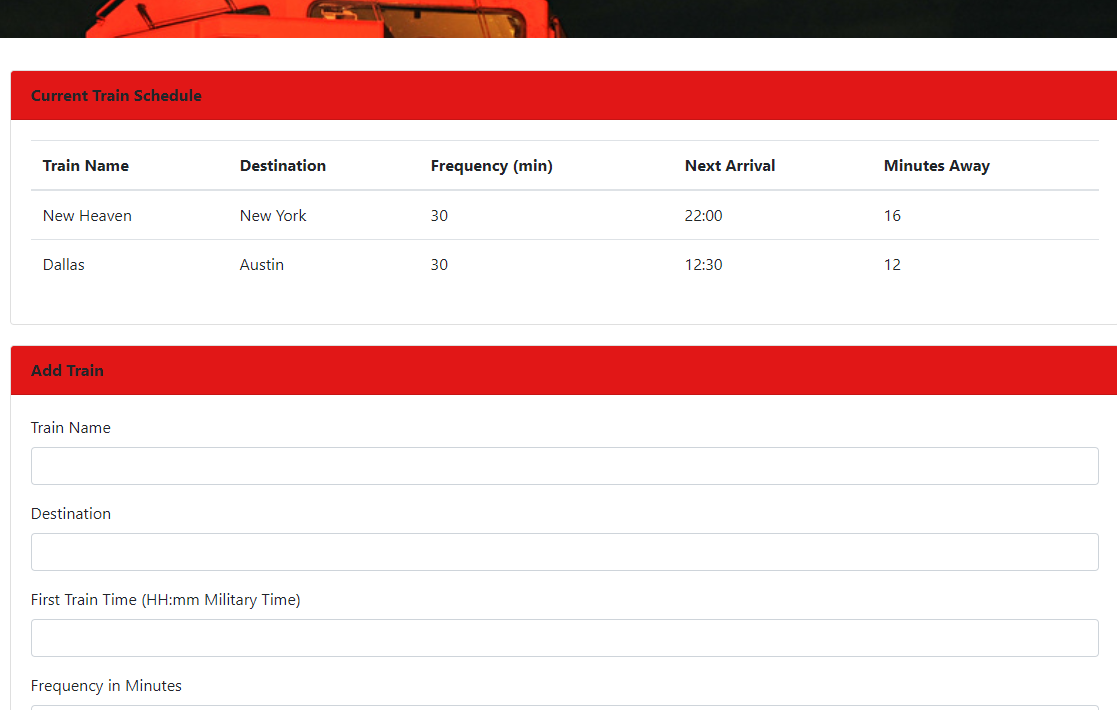 Current Train Schedule
Train Name Destination Frequency (min) Next Arrival Minutes Away
New Heaven New York 30 22:00 16
Dallas Austin 30 12:30 12
Add Train
Train Name
Destination
First Train Time (HH:mm Military Time)
Frequency in Minutes